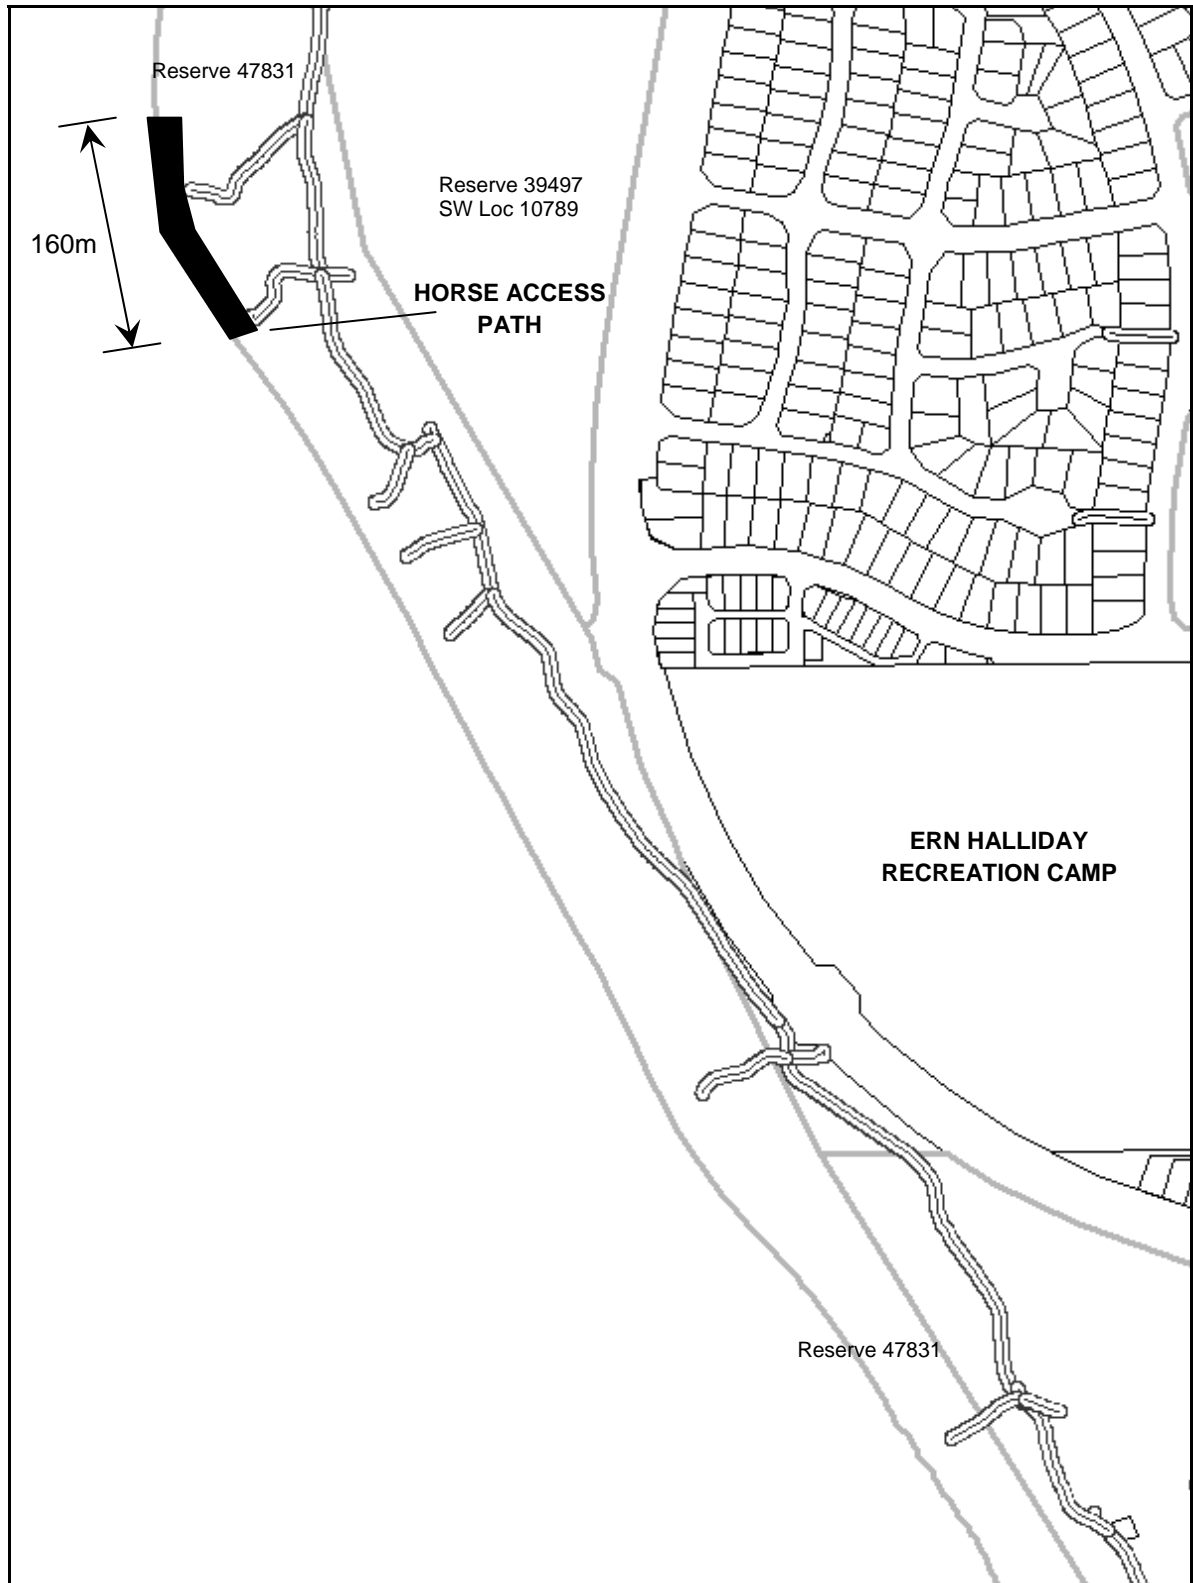 Reserve 47831
Reserve 39497
SW Loc 10789
160m
HORSE ACCESS
PATH
ERN HALLIDAY
RECREATION CAMP
Reserve 47831